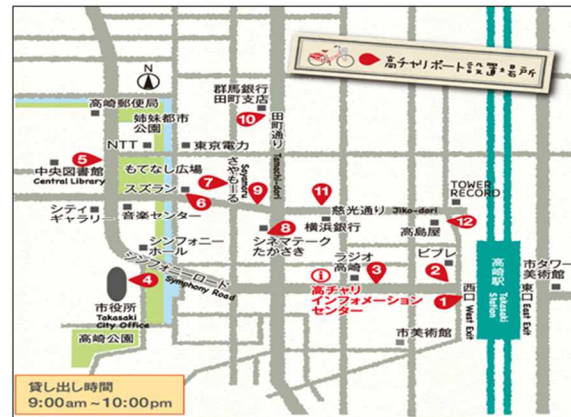 高チャリポート設置場所
N
高崎郵便局
姉妹都市
公園
群馬銀行
田町支店
10
田町通り
Tamachi-dori
NTT
東京電力
5
中央図書館
Central Library
もてなし広場
スズラン
7
さやもーる
Sayamoru
6
9
11
慈光通り
Jiko-dori
TOWER
RECORD
シティ
ギャラリー
音楽センター
8
シネマテーク
たかさき
横浜銀行
高島屋
12
シンフォニー
ホール
シンフォニーロード
Symphony Road
ラジオ
高崎
3
ビブレ
2
高崎駅
Takasaki
Station
市タワー
美術館
4
市役所
Takasaki
City Office
i
高チャリ
インフォメーション
センター
1
西口
West Exit
東口
East Exit
高崎公園
市美術館
貸し出し時間
9:00am~10:00pm